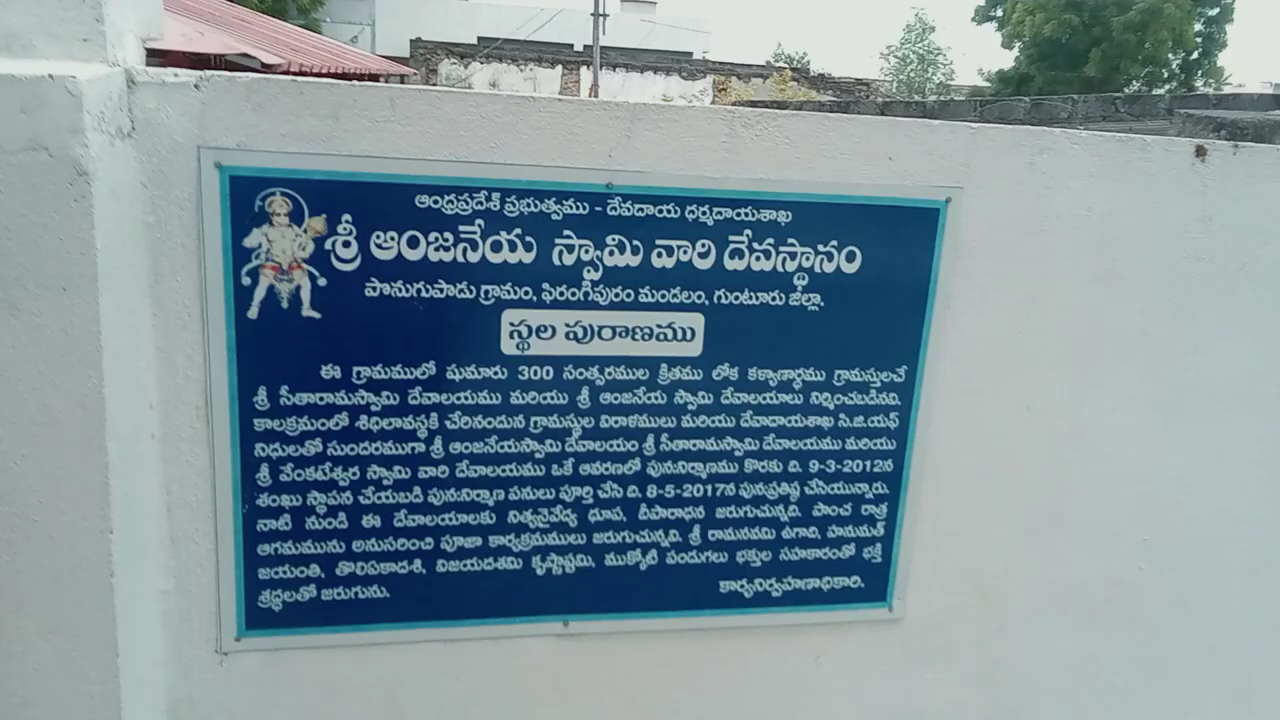 ఆంధ్రప్రదేశ్ ప్రభుత్వము - దేవదాయ ధర్మదాయశాఖ
శ్రీ ఆంజనేయ స్వామి వారి దేవస్థానం
పొనుగుపాడు గ్రామం, ఫిరంగిపురం మండలం, గుంటూరు జిల్లా.
స్థల పురాణము
ఈ గ్రామములో షుమారు 300 సంత్సరముల క్రితము లోక కళ్యాణార్ధము గ్రామస్తులచే
శ్రీ సీతారామస్వామి దేవాలయము మరియు శ్రీ ఆంజనేయ స్వామి దేవాలయాలు నిర్మించబడినవి.
కాలక్రమంలో శిధిలావస్థకి చేరినందున గ్రామస్థుల విరాళములు మరియు దేవాదాయశాఖ సి.జి.యఫ్
నిధులతో సుందరముగా శ్రీ ఆంజనేయస్వామి దేవాలయం శ్రీ సీతారామస్వామి దేవాలయము మరియు
శ్రీ వేంకటేశ్వర స్వామి వారి దేవాలయము ఒకే ఆవరణలో పునఃనిర్మాణము కొరకు ది. 9-3-2012న
శంఖు స్థాపన చేయబడి పునఃనిర్మాణ పనులు పూర్తి చేసి ది. 8-5-2017న పునఃప్రతిష్ఠ చేసియున్నారు.
నాటి నుండి ఈ దేవాలయాలకు నిత్యనైవేద్య ధూప, దీపారాధన జరుగుచున్నవి. పాంచ రాత్ర
ఆగమమును అనుసరించి పూజా కార్యక్రమములు జరుగుచున్నవి. శ్రీ రామనవమి ఉగాది, హనుమత్
జయంతి, తొలిఏకాదశి, విజయదశమి కృష్ణాష్టమి, ముక్కోటి పండుగలు భక్తుల సహకారంతో భక్తి
శ్రద్ధలతో జరుగును.
కార్యనిర్వహణాధికారి.